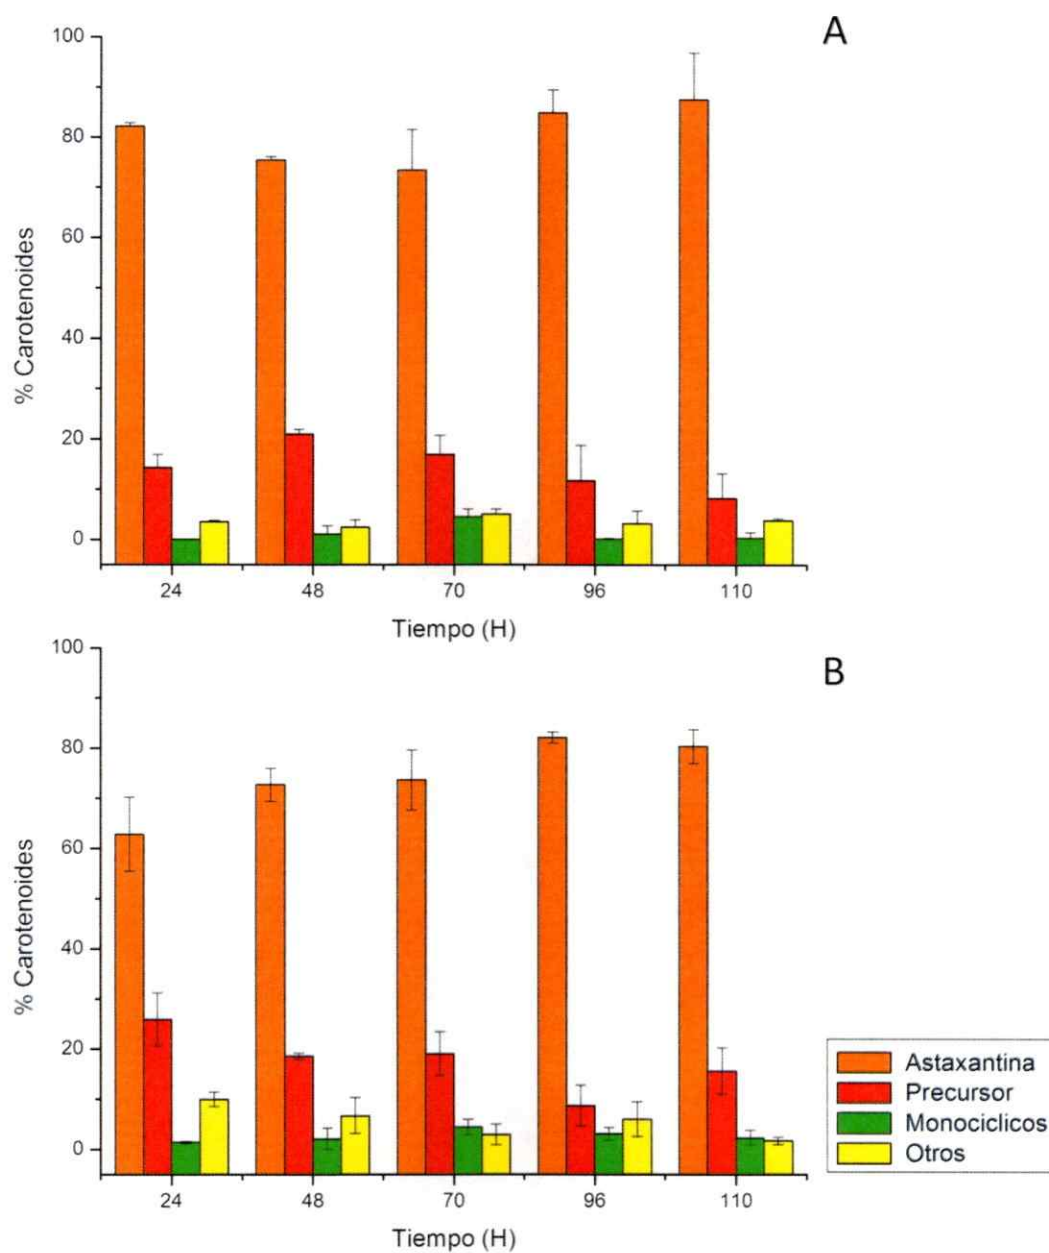 A
100
80
60
40
20
0
% Carotenoides
24 48 70 96 110
Tiempo (H)
B
100
80
60
40
20
0
% Carotenoides
24 48 70 96 110
Tiempo (H)
Astaxantina
Precursor
Monociclicos
Otros